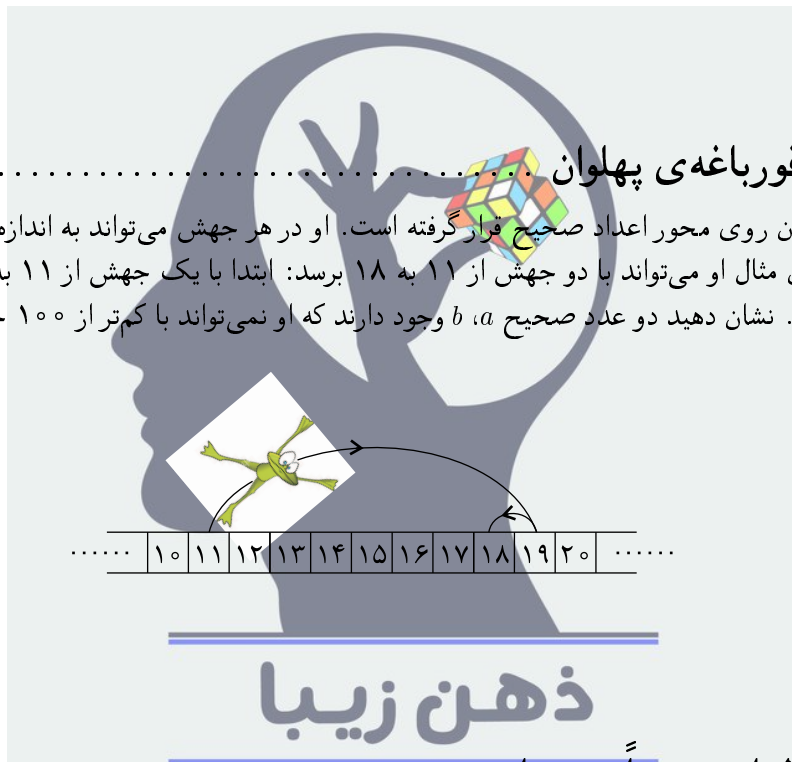 قورباغه‌ی پهلوان ................................
روی محور اعداد صحیح قرار گرفته است. او در هر جهش می‌تواند به
مثال او می‌تواند با دو جهش از ۱۱ به ۱۸ برسد: ابتدا با یک جهش از ۱۱
. نشان دهید دو عدد صحیح a، b وجود دارند که او نمی‌تواند با کم‌تر از ۱۰۰
...... ۱۰ ۱۱ ۱۲ ۱۳ ۱۴ ۱۵ ۱۶ ۱۷ ۱۸ ۱۹ ۲۰ ......
ذهن زیبا